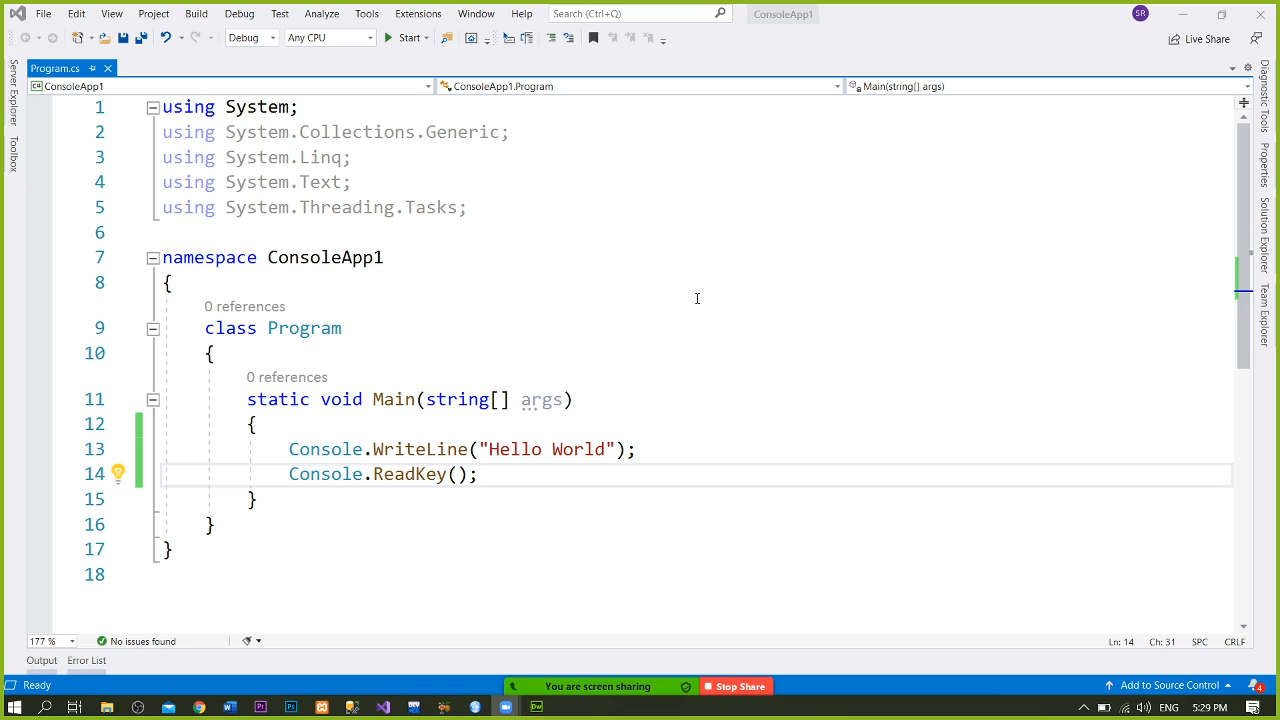 File Edit View Project Build Debug Test Analyze Tools Extensions Window Help Search (Ctrl+Q) ConsoleApp1 SR
Debug Any CPU Start Live Share
Program.cs
ConsoleApp1 ConsoleApp1.Program Main(string[] args)
Server Explorer
Toolbox
Diagnostic Tools
Properties
Solution Explorer
Team Explorer
1 using System;
2 using System.Collections.Generic;
3 using System.Linq;
4 using System.Text;
5 using System.Threading.Tasks;
6
7 namespace ConsoleApp1
8 {
0 references
9 class Program
10 {
0 references
11 static void Main(string[] args)
12 {
13 Console.WriteLine("Hello World");
14 Console.ReadKey();
15 }
16 }
17 }
18
177 % No issues found Ln: 14 Ch: 31 SPC CRLF
Output Error List
Ready You are screen sharing Stop Share Add to Source Control 4
W Pr Ps DEV Dw ENG 5:29 PM